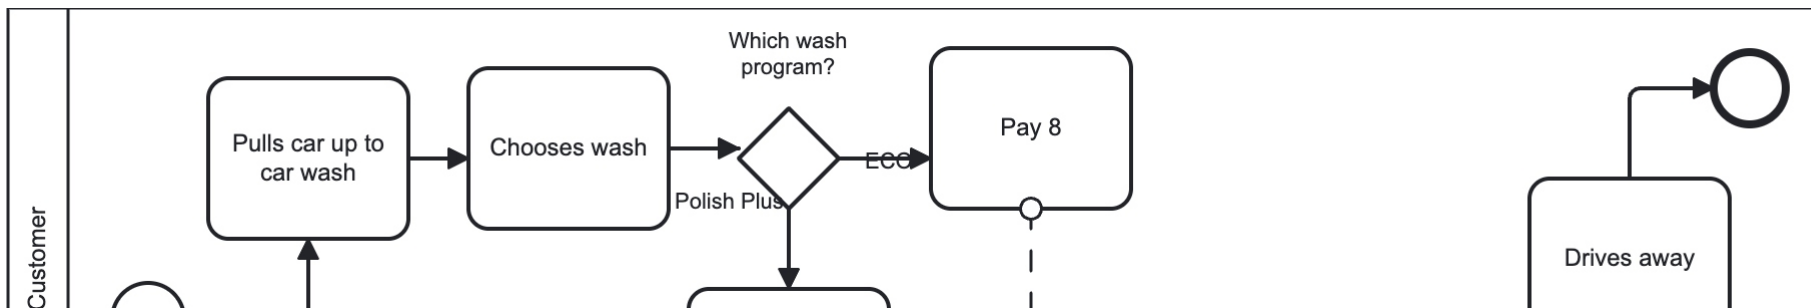 Which wash
program?
Pulls car up to
car wash
Chooses wash
ECO
Pay 8
Polish Plus
Customer
Drives away